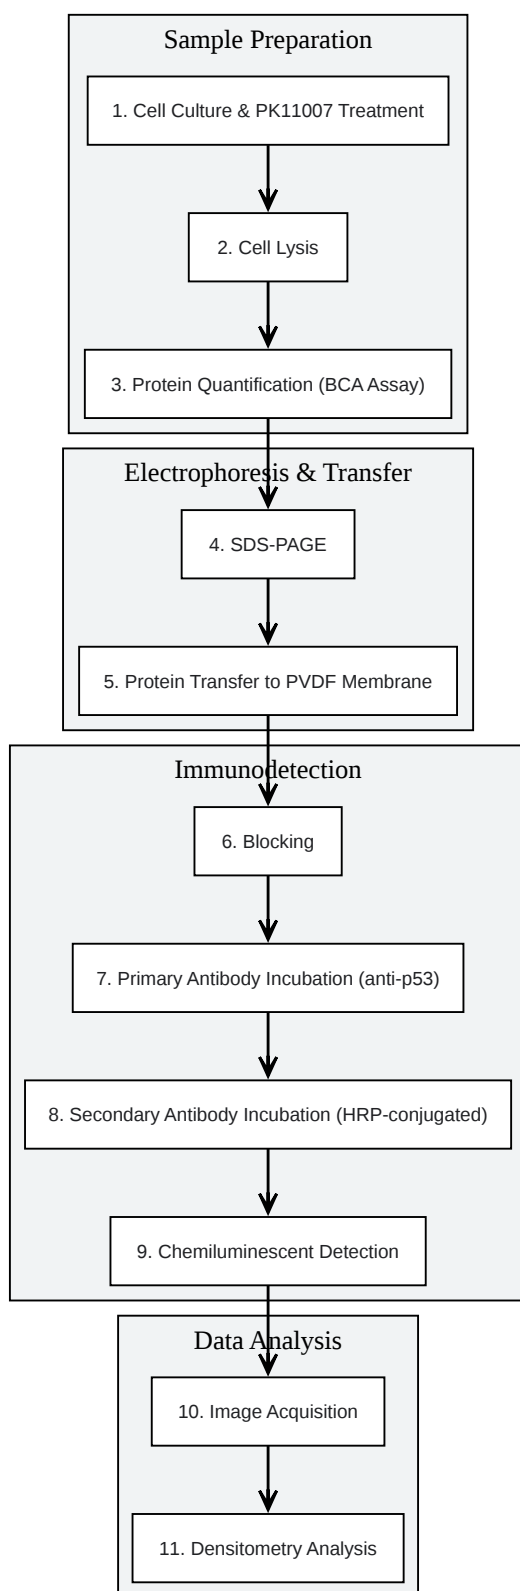 Sample Preparation
1. Cell Culture & PK11007 Treatment
2. Cell Lysis
3. Protein Quantification (BCA Assay)
Electrophoresis & Transfer
4. SDS-PAGE
5. Protein Transfer to PVDF Membrane
Immunodetection
6. Blocking
7. Primary Antibody Incubation (anti-p53)
8. Secondary Antibody Incubation (HRP-conjugated)
9. Chemiluminescent Detection
Data Analysis
10. Image Acquisition
11. Densitometry Analysis